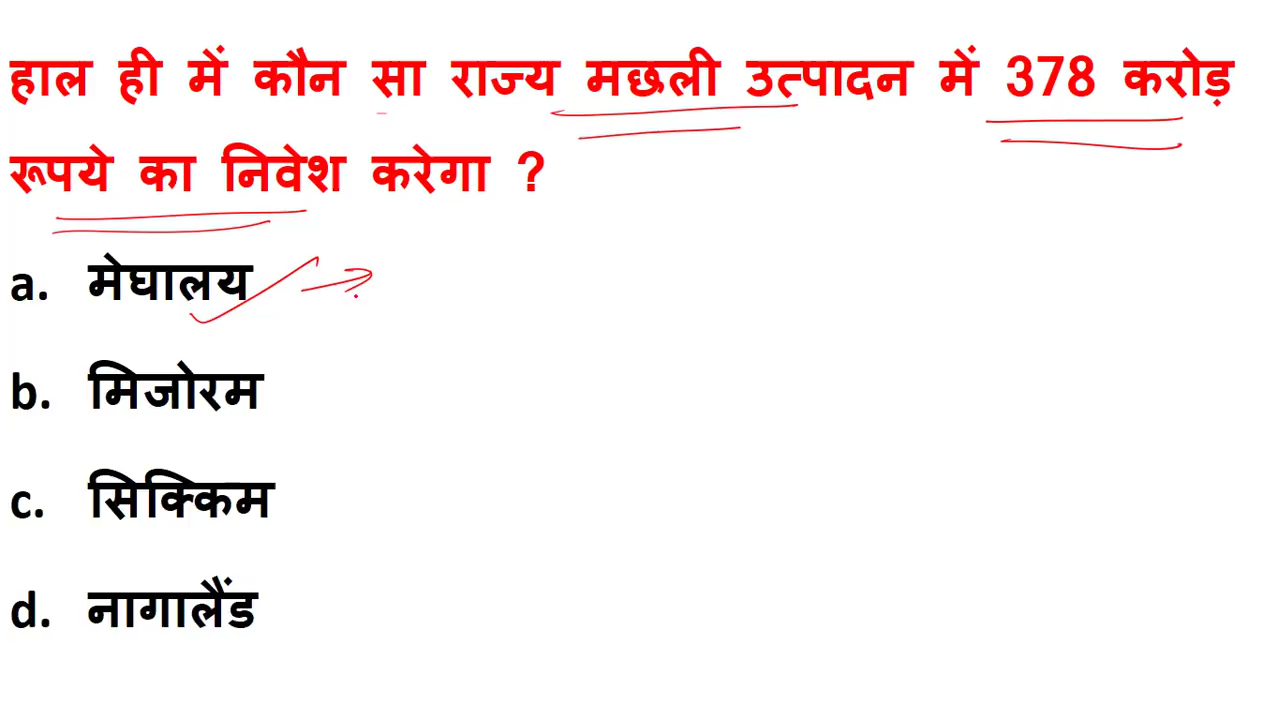 हाल ही में कौन सा राज्य मछली उत्पादन में 378 करोड़
रूपये का निवेश करेगा ?
a. मेघालय
b. मिजोरम
c. सिक्किम
d. नागालैंड